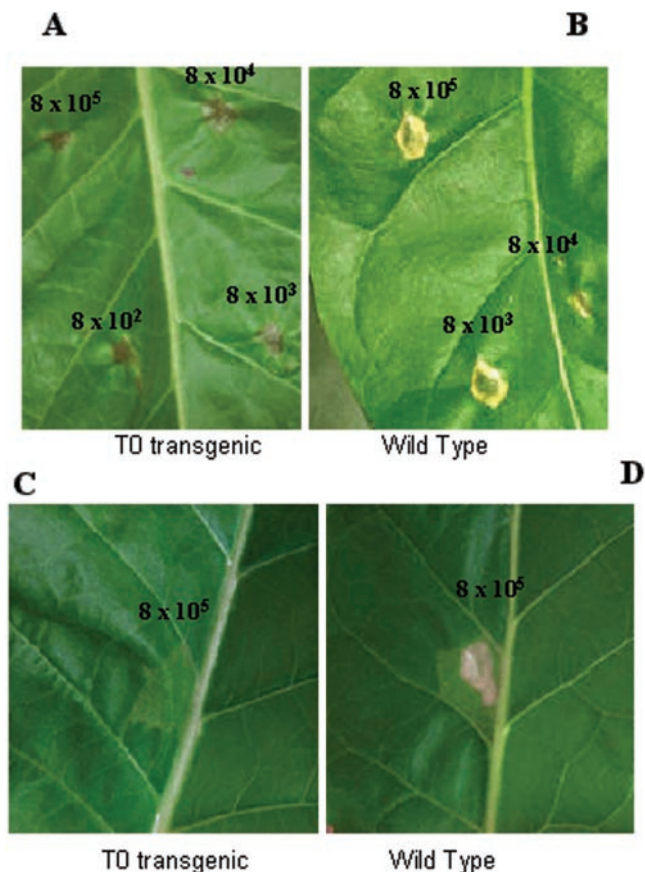 A
B
8 x 10⁵
8 x 10⁴
8 x 10²
8 x 10³
8 x 10⁵
8 x 10⁴
8 x 10³
T0 transgenic
Wild Type
C
D
8 x 10⁵
8 x 10⁵
T0 transgenic
Wild Type